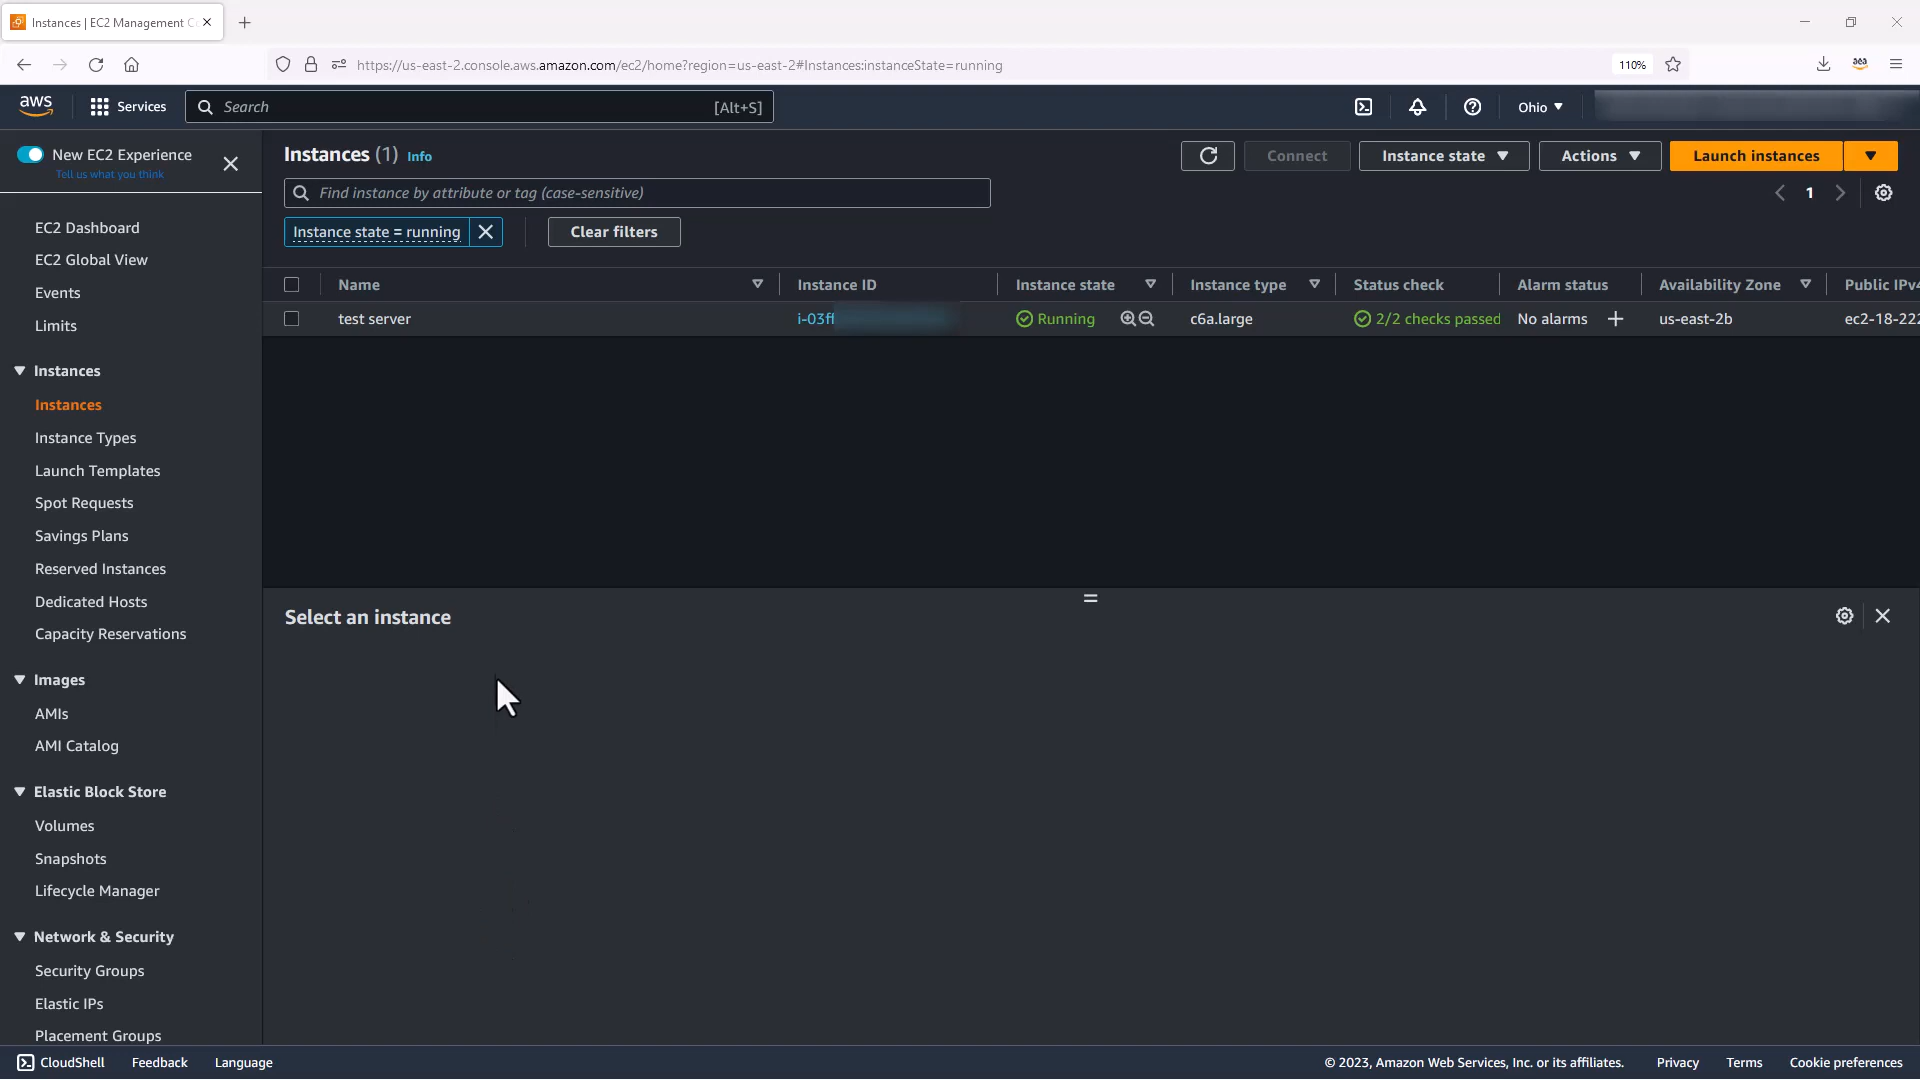 Instances | EC2 Management C
https://us-east-2.console.aws.amazon.com/ec2/home?region=us-east-2#Instances:instanceState=running
110%
aws
Services
Search
[Alt+S]
Ohio
New EC2 Experience
Tell us what you think
EC2 Dashboard
EC2 Global View
Events
Limits
Instances
Instances
Instance Types
Launch Templates
Spot Requests
Savings Plans
Reserved Instances
Dedicated Hosts
Capacity Reservations
Images
AMIs
AMI Catalog
Elastic Block Store
Volumes
Snapshots
Lifecycle Manager
Network & Security
Security Groups
Elastic IPs
Placement Groups
Instances (1) Info
Connect
Instance state
Actions
Launch instances
Find instance by attribute or tag (case-sensitive)
1
Instance state = running
Clear filters
Name Instance ID Instance state Instance type Status check Alarm status Availability Zone Public IPv4
test server i-03ff Running c6a.large 2/2 checks passed No alarms us-east-2b ec2-18-222
Select an instance
CloudShell Feedback Language
© 2023, Amazon Web Services, Inc. or its affiliates. Privacy Terms Cookie preferences